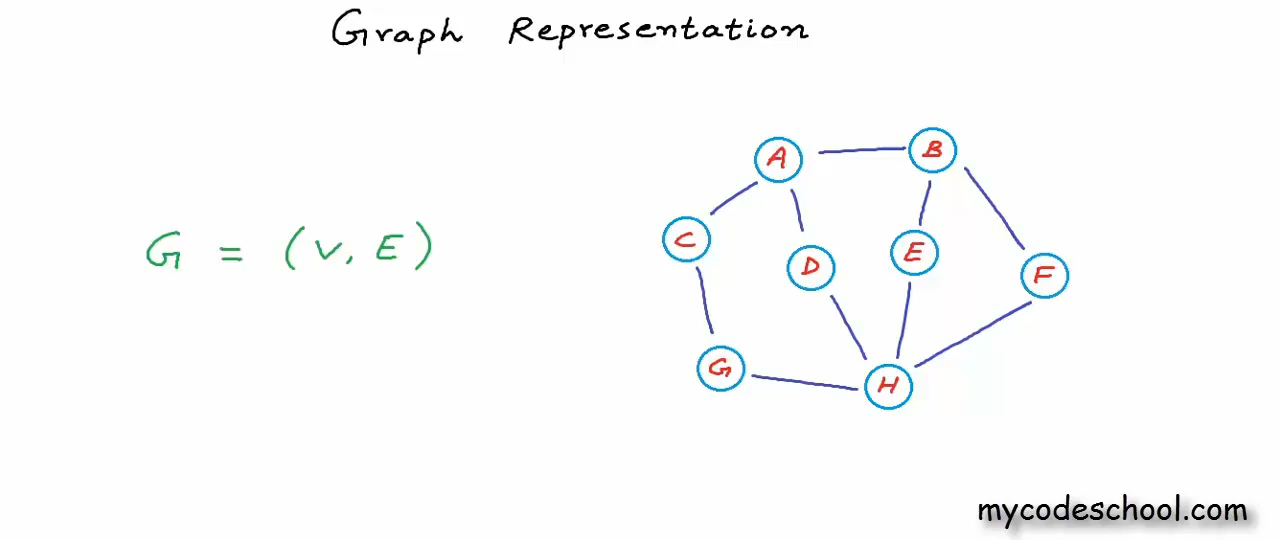 Graph Representation
G = (V, E)
A
B
C
D
E
F
G
H
mycodeschool.com